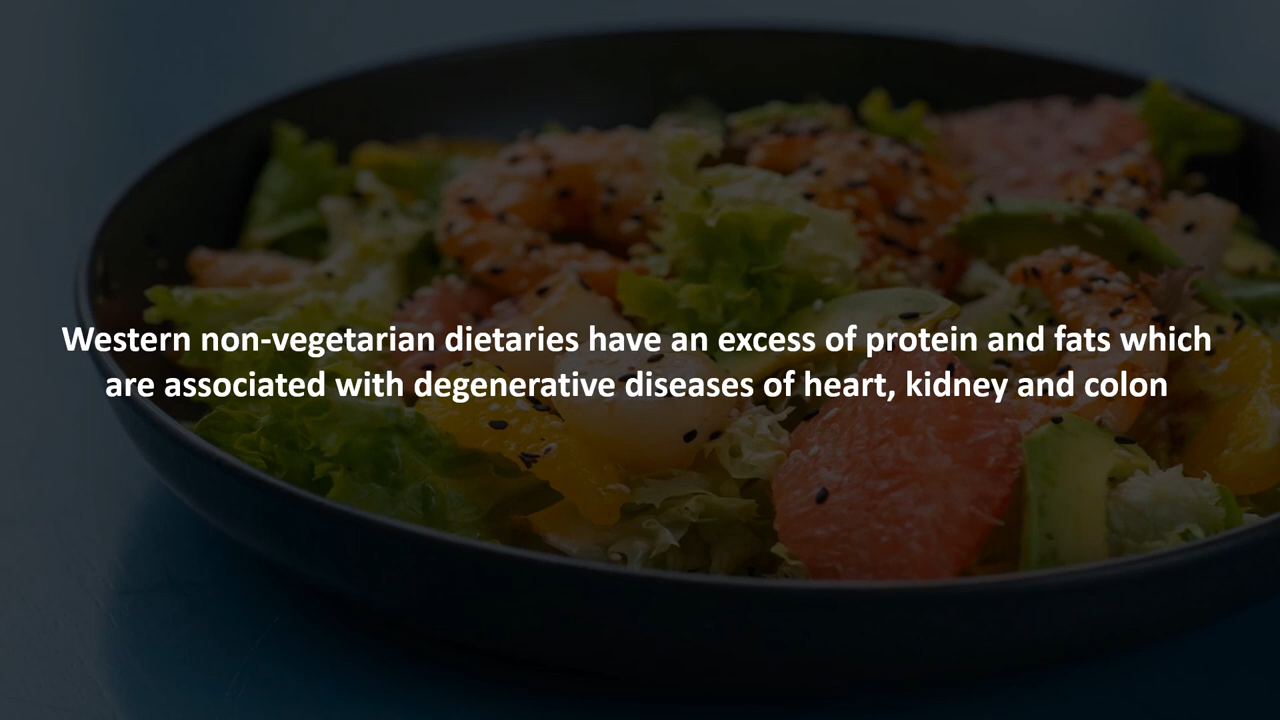 Western non-vegetarian dietaries have an excess of protein and fats which
are associated with degenerative diseases of heart, kidney and colon